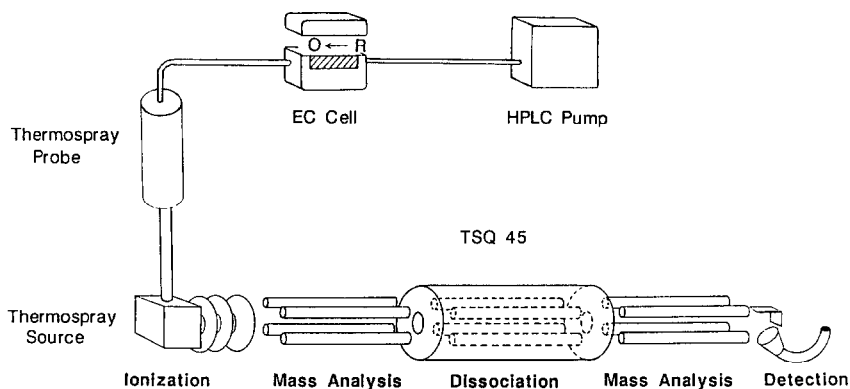 O ← R
EC Cell
HPLC Pump
Thermospray
Probe
TSQ 45
Thermospray
Source
Ionization
Mass Analysis
Dissociation
Mass Analysis
Detection